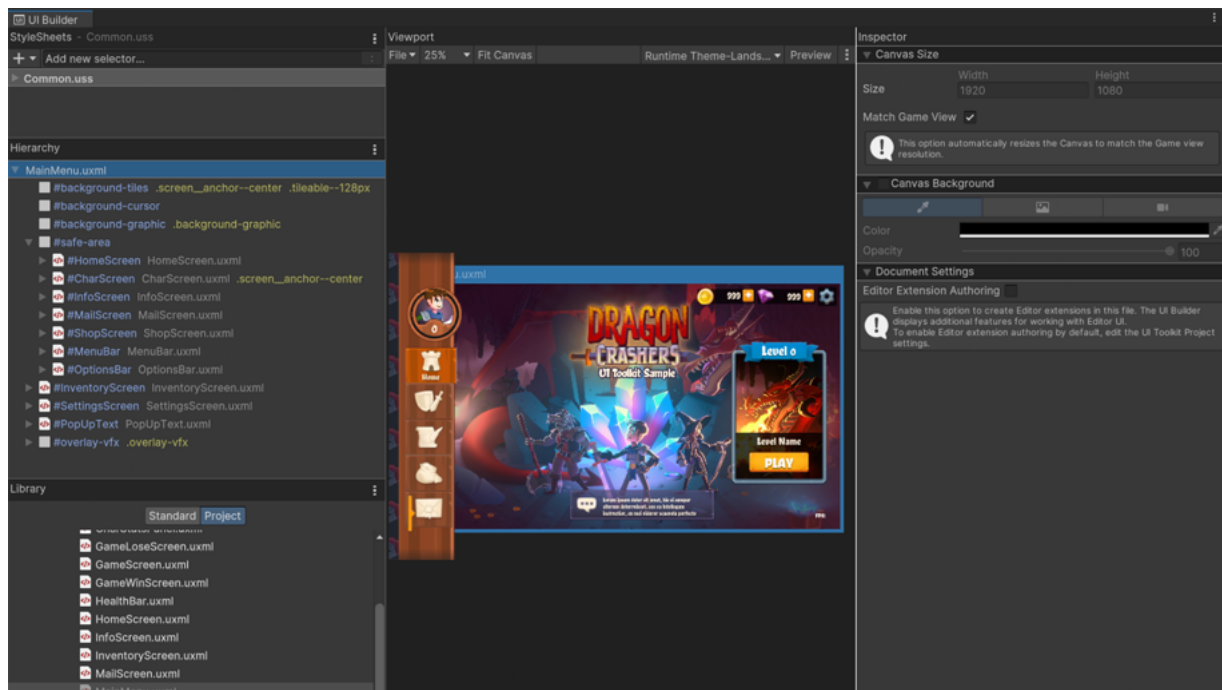 UI Builder
StyleSheets - Common.uss
Add new selector...
Common.uss
Hierarchy
MainMenu.uxml
#background-tiles .screen__anchor--center .tileable--128px
#background-cursor
#background-graphic .background-graphic
#safe-area
#HomeScreen HomeScreen.uxml
#CharScreen CharScreen.uxml .screen__anchor--center
#InfoScreen InfoScreen.uxml
#MailScreen MailScreen.uxml
#ShopScreen ShopScreen.uxml
#MenuBar MenuBar.uxml
#OptionsBar OptionsBar.uxml
#InventoryScreen InventoryScreen.uxml
#SettingsScreen SettingsScreen.uxml
#PopUpText PopUpText.uxml
#overlay-vfx .overlay-vfx
Library
Standard Project
GameLoseScreen.uxml
GameScreen.uxml
GameWinScreen.uxml
HealthBar.uxml
HomeScreen.uxml
InfoScreen.uxml
InventoryScreen.uxml
MailScreen.uxml
Viewport
File 25% Fit Canvas Runtime Theme-Lands... Preview
u.uxml
999 999
0
Home
DRAGON
CRASHERS
UI Toolkit Sample
Level 0
Level Name
PLAY
Inspector
Canvas Size
Width Height
Size 1920 1080
Match Game View
This option automatically resizes the Canvas to match the Game view
resolution.
Canvas Background
Color
Opacity 100
Document Settings
Editor Extension Authoring
Enable this option to create Editor extensions in this file. The UI Builder
displays additional features for working with Editor UI.
To enable Editor extension authoring by default, edit the UI Toolkit Project
settings.